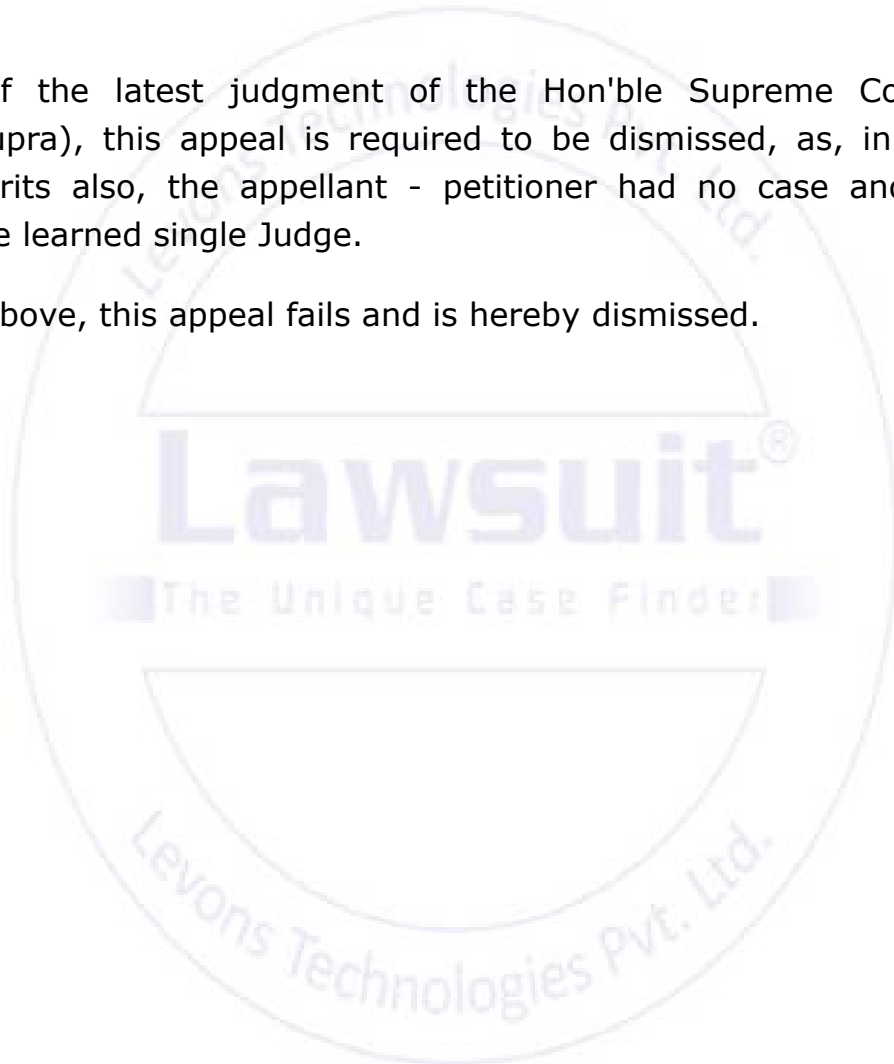 f the latest judgment of the Hon'ble Supreme Co
upra), this appeal is required to be dismissed, as, in
rits also, the appellant - petitioner had no case and
e learned single Judge.
bove, this appeal fails and is hereby dismissed.
Levons Technologies Pvt. Ltd.
Lawsuit®
The Unique Case Finder
Levons Technologies Pvt. Ltd.